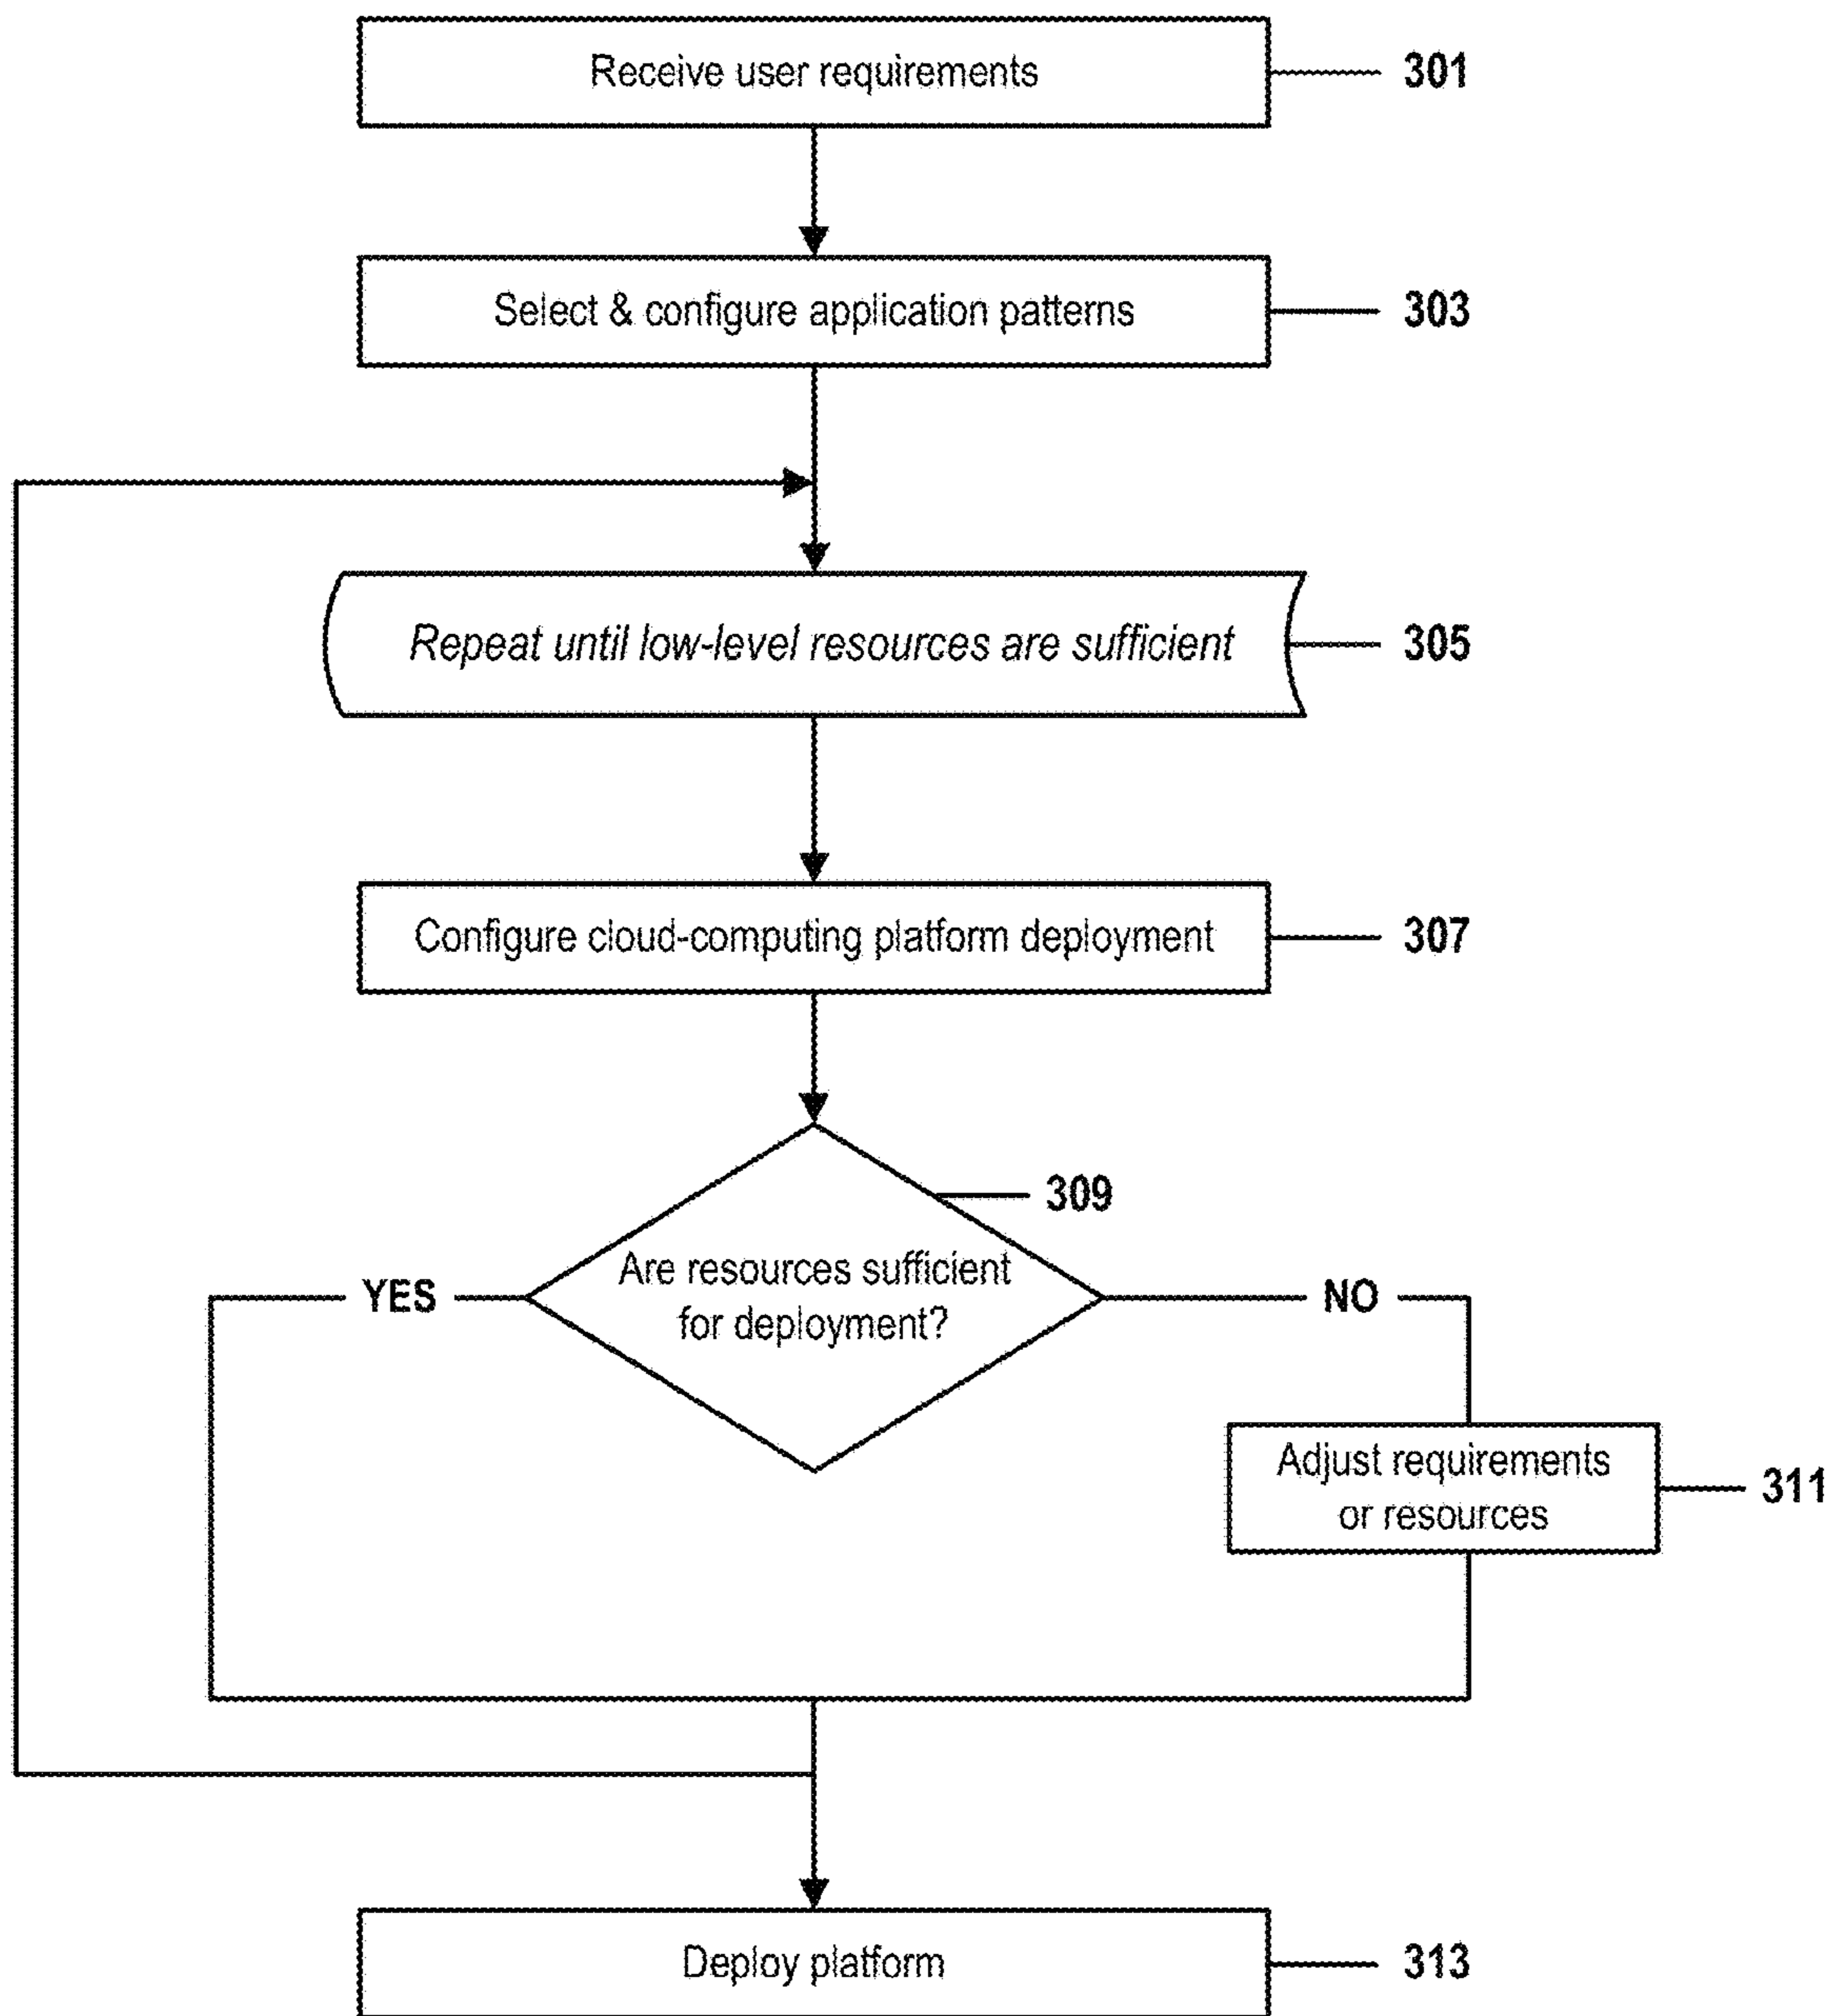 Receive user requirements
301
Select & configure application patterns
303
Repeat until low-level resources are sufficient
305
Configure cloud-computing platform deployment
307
309
Are resources sufficient
for deployment?
YES
NO
Adjust requirements
or resources
311
Deploy platform
313